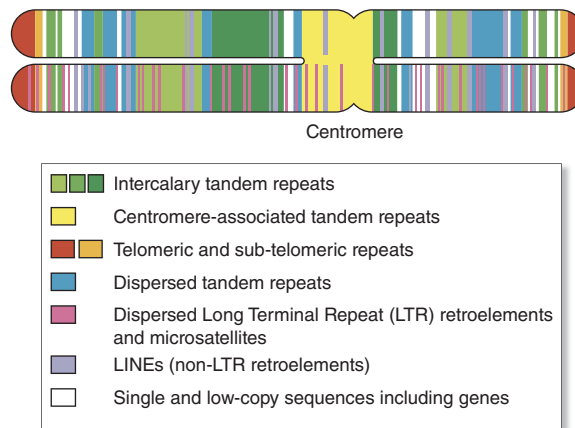 Centromere
Intercalary tandem repeats
Centromere-associated tandem repeats
Telomeric and sub-telomeric repeats
Dispersed tandem repeats
Dispersed Long Terminal Repeat (LTR) retroelements
and microsatellites
LINEs (non-LTR retroelements)
Single and low-copy sequences including genes